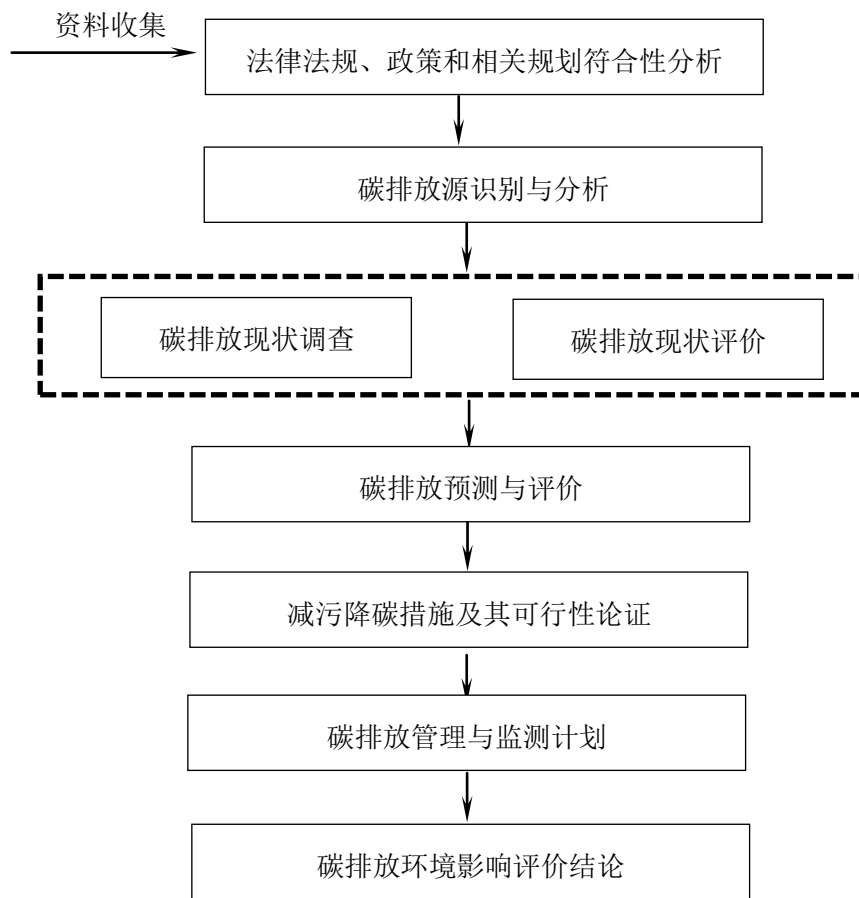 资料收集
法律法规、政策和相关规划符合性分析
碳排放源识别与分析
碳排放现状调查
碳排放现状评价
碳排放预测与评价
减污降碳措施及其可行性论证
碳排放管理与监测计划
碳排放环境影响评价结论